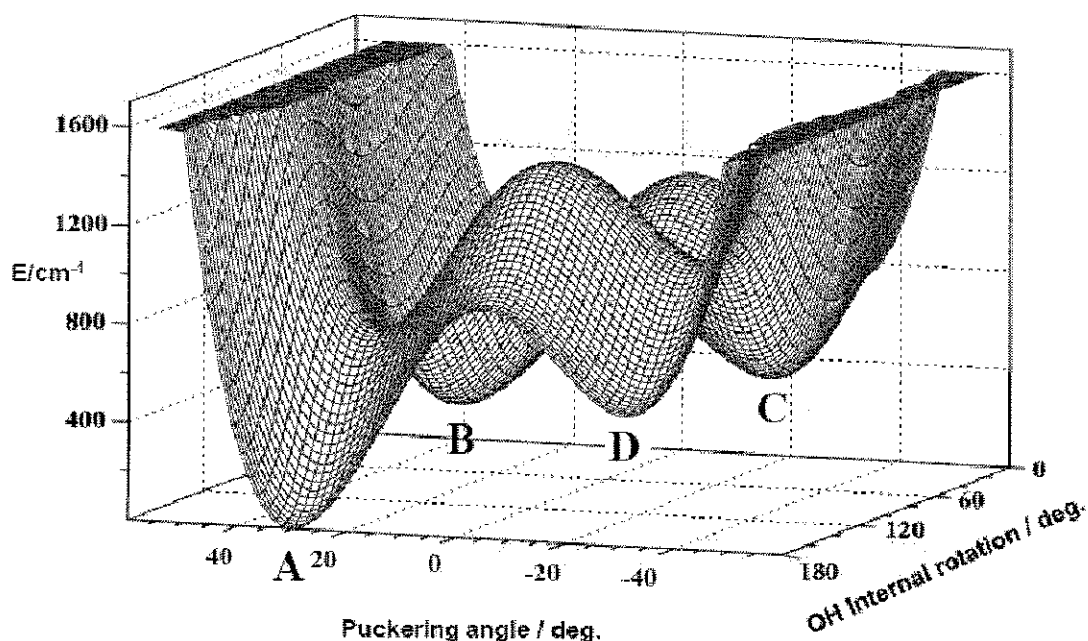 1600
1200
E/cm⁻¹
800
400
B
D
C
A
40
20
0
-20
-40
180
120
60
0
OH Internal rotation / deg.
Puckering angle / deg.